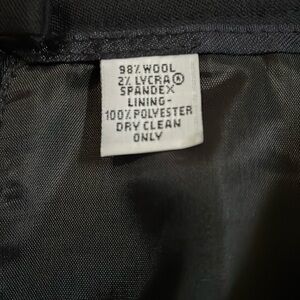 98% WOOL
2% LYCRA®
SPANDEX
LINING-
100% POLYESTER
DRY CLEAN
ONLY